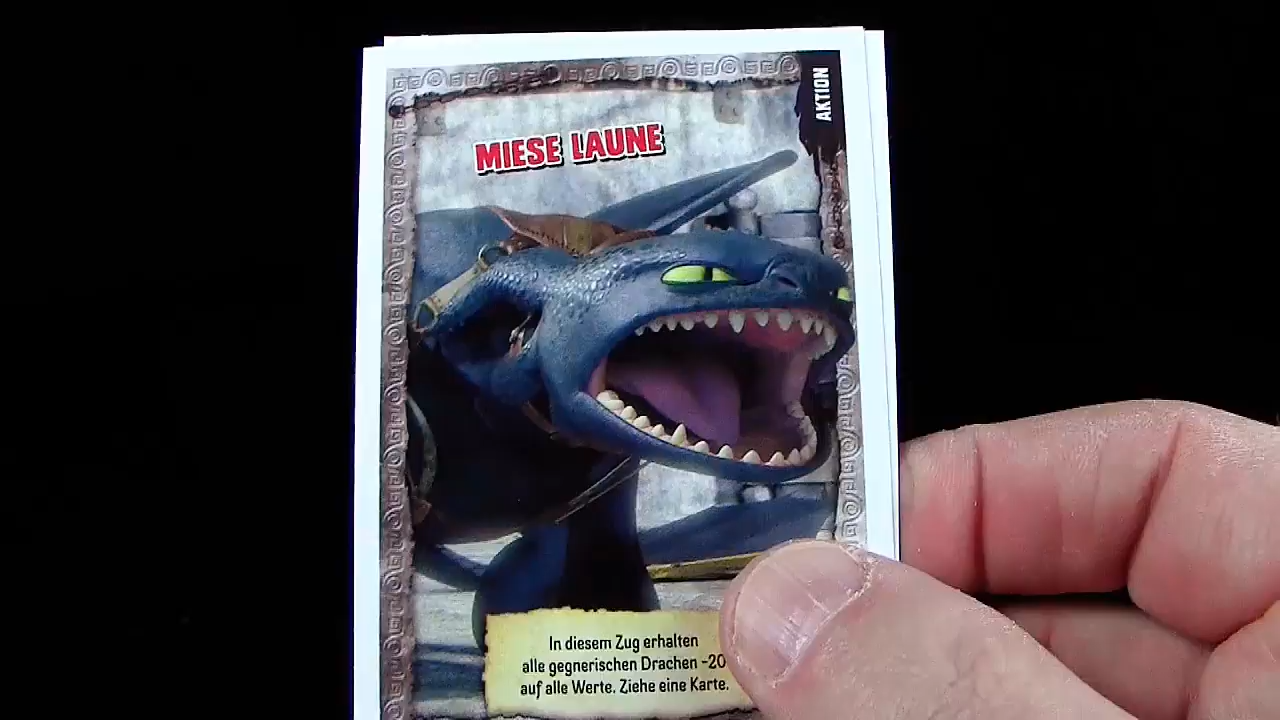 AKTION
MIESE LAUNE
In diesem Zug erhalten
alle gegnerischen Drachen -20
auf alle Werte. Ziehe eine Karte.